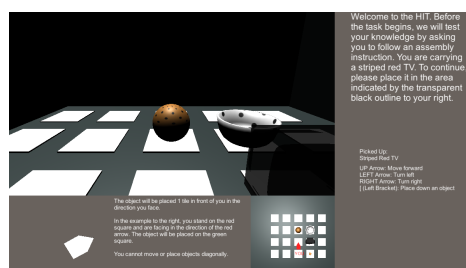 Welcome to the HIT. Before
the task begins, we will test
your knowledge by asking
you to follow an assembly
instruction. You are carrying
a striped red TV. To continue
please place it in the area
indicated by the transparent
black outline to your right.
Picked Up:
Striped Red TV
UP Arrow: Move forward
LEFT Arrow: Turn left
RIGHT Arrow: Turn right
[ (Left Bracket): Place down an object
The object will be placed 1 tile in front of you in the
direction you face.
In the example to the right, you stand on the red
square and are facing in the direction of the red
arrow. The object will be placed on the green
square.
You cannot move or place objects diagonally.